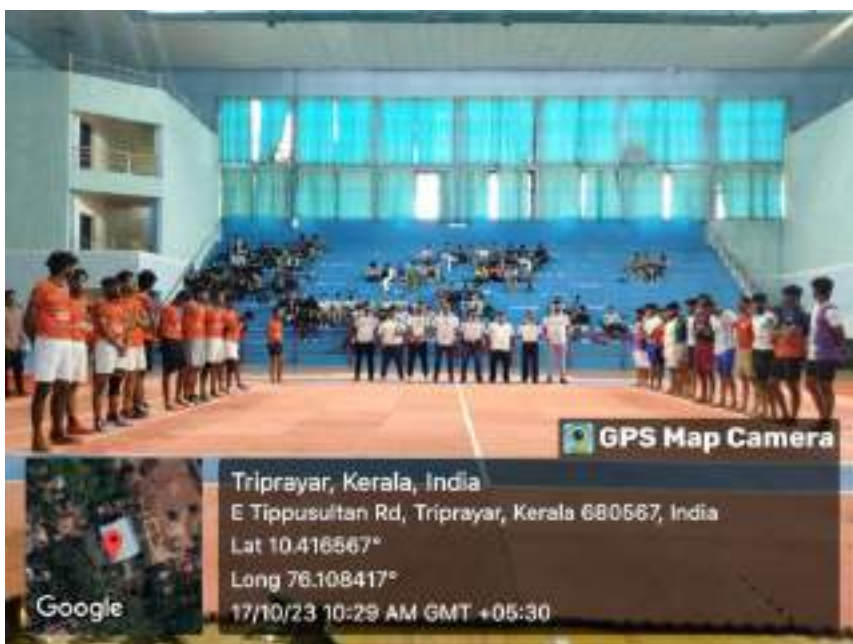 GPS Map Camera
Triprayar, Kerala, India
E Tippusultan Rd, Triprayar, Kerala 680567, India
Lat 10.416567°
Long 76.108417°
17/10/23 10:29 AM GMT +05:30
Google